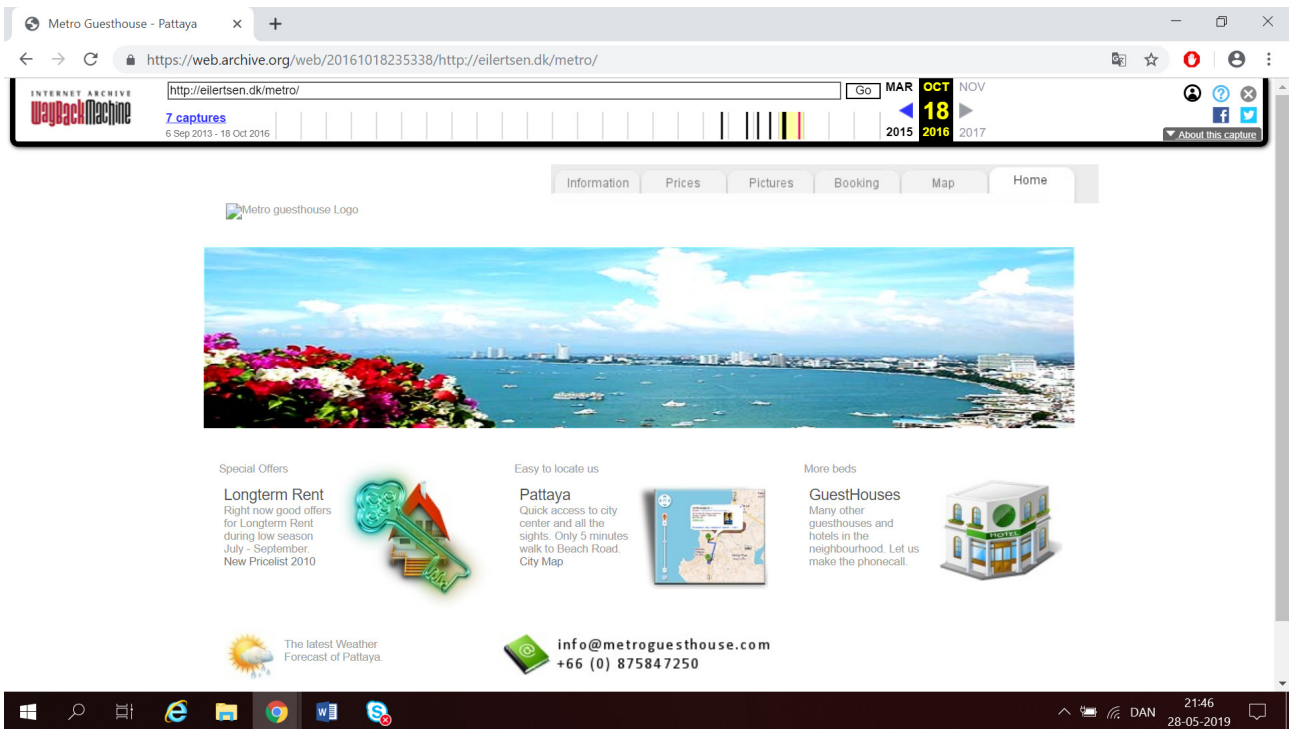 Metro Guesthouse - Pattaya
https://web.archive.org/web/20161018235338/http://eilertsen.dk/metro/
INTERNET ARCHIVE
WayBackMachine
http://eilertsen.dk/metro/
Go
MAR OCT NOV
7 captures
18
6 Sep 2013 - 18 Oct 2016
2015 2016 2017
About this capture
Information Prices Pictures Booking Map Home
Metro guesthouse Logo
Special Offers
Longterm Rent
Right now good offers
for Longterm Rent
during low season
July - September.
New Pricelist 2010
Easy to locate us
Pattaya
Quick access to city
center and all the
sights. Only 5 minutes
walk to Beach Road.
City Map
More beds
GuestHouses
Many other
guesthouses and
hotels in the
neighbourhood. Let us
make the phonecall.
HOTEL
The latest Weather
Forecast of Pattaya.
info@metroguesthouse.com
+66 (0) 875847250
DAN
21:46
28-05-2019